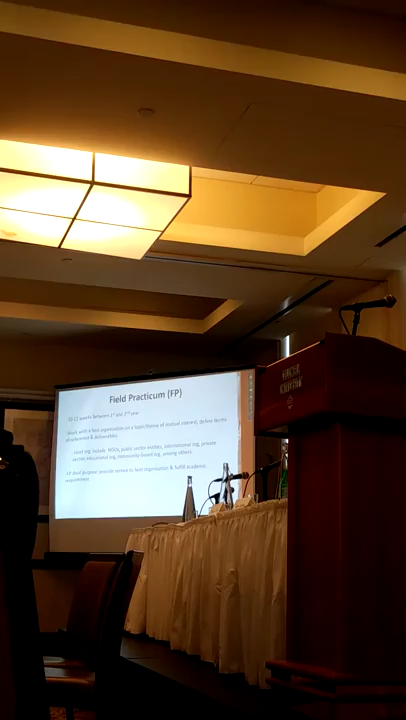 Field Practicum (FP)
10-12 weeks between 1st and 2nd year
Work with a host organization on a topic/theme of mutual interest, define terms
of reference & deliverables
Host org. include NGOs, public sector entities, international org, private
sector, educational org, community-based org, among others
FP dual purpose: provide service to host organization & fulfill academic
requirement